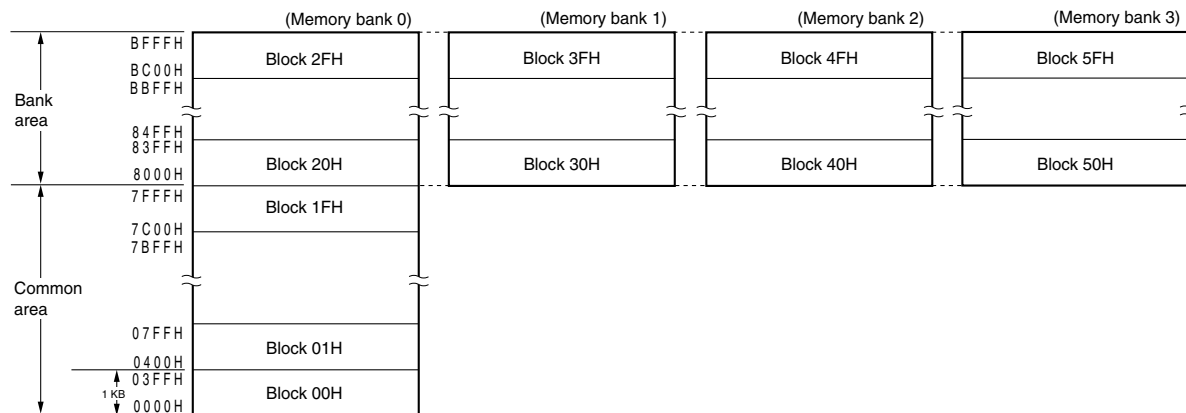 (Memory bank 0) (Memory bank 1) (Memory bank 2) (Memory bank 3)
BFFFH
Block 2FH Block 3FH Block 4FH Block 5FH
BC00H
BBFFH
Bank
area
84FFH
83FFH
Block 20H Block 30H Block 40H Block 50H
8000H
7FFFH
Block 1FH
7C00H
7BFFH
Common
area
07FFH
Block 01H
0400H
03FFH
1 KB
Block 00H
0000H